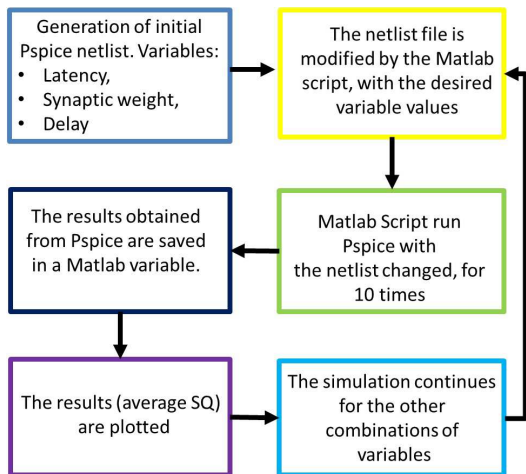 Generation of initial
Pspice netlist. Variables:
• Latency,
• Synaptic weight,
• Delay
The netlist file is
modified by the Matlab
script, with the desired
variable values
Matlab Script run
Pspice with
the netlist changed, for
10 times
The results obtained
from Pspice are saved
in a Matlab variable.
The results (average SQ)
are plotted
The simulation continues
for the other
combinations of
variables